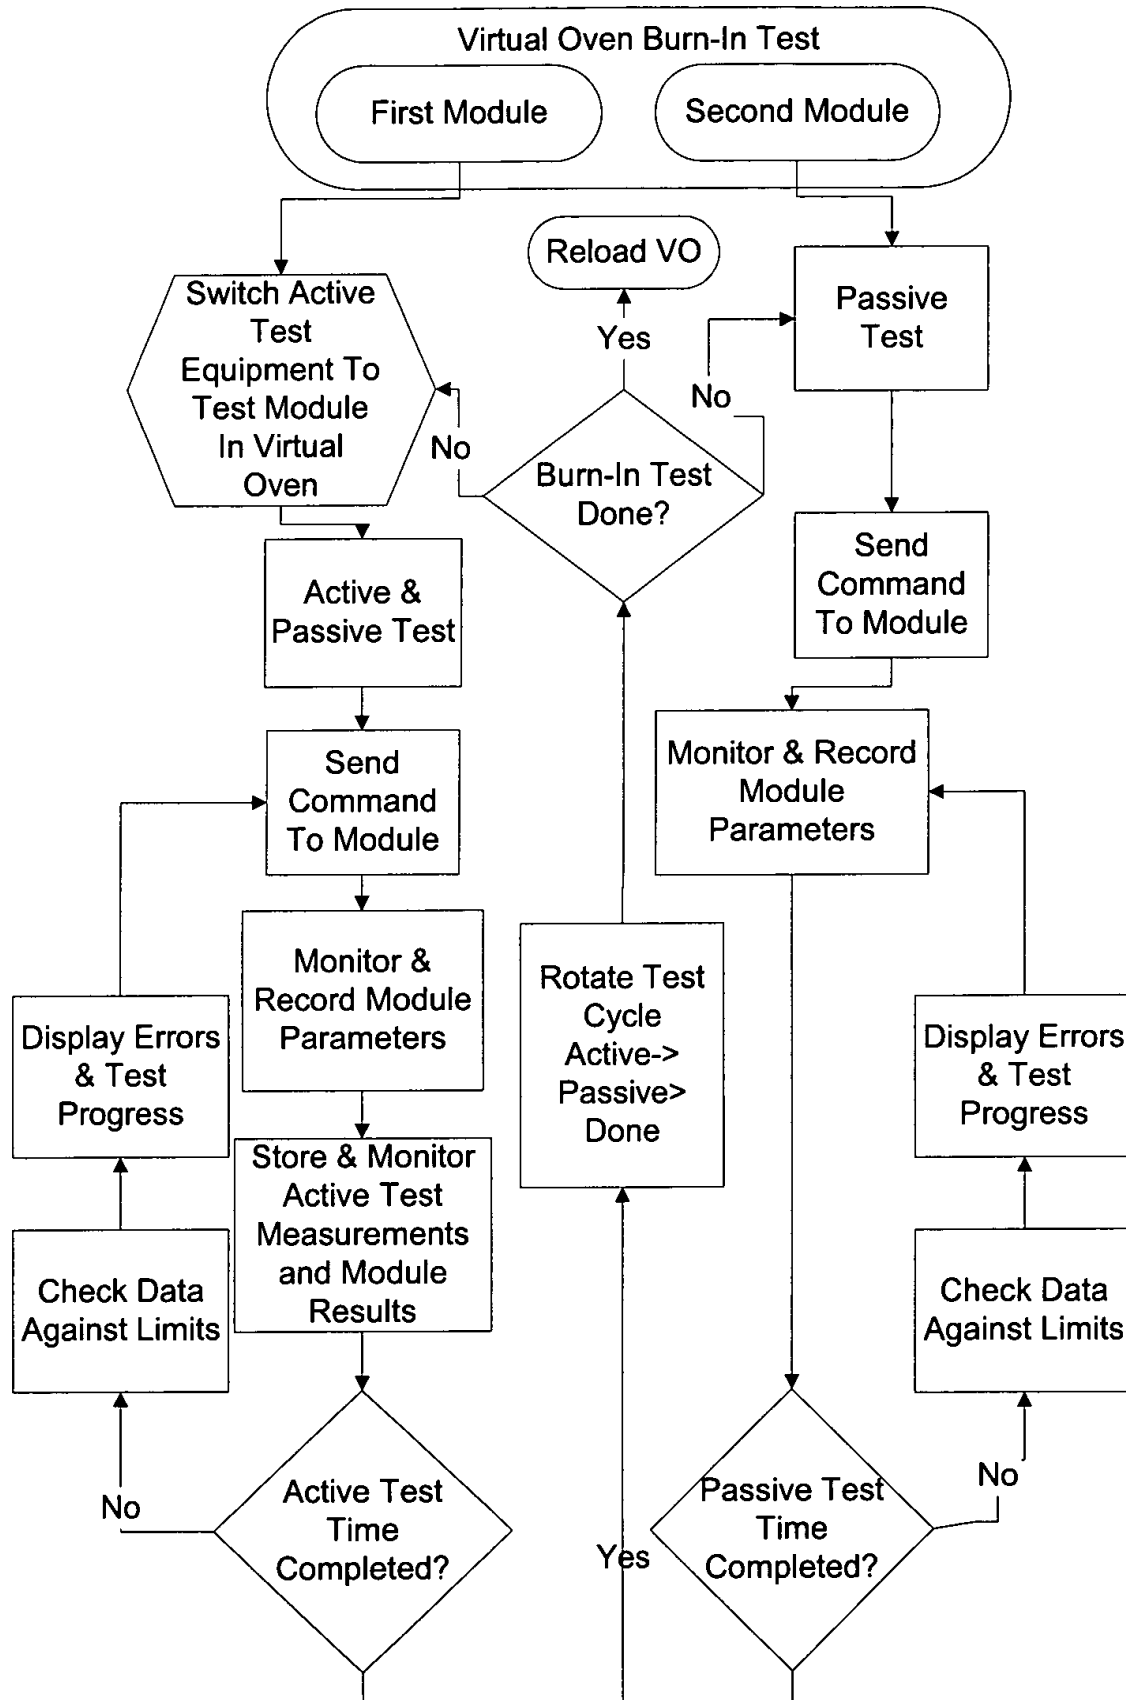 Virtual Oven Burn-In Test
First Module
Second Module
Reload VO
Switch Active
Test
Equipment To
Test Module
In Virtual
Oven
Passive
Test
Yes
No
No
Burn-In Test
Done?
Active &
Passive Test
Send
Command
To Module
Send
Command
To Module
Monitor & Record
Module
Parameters
Monitor &
Record Module
Parameters
Rotate Test
Cycle
Active->
Passive>
Done
Display Errors
& Test
Progress
Display Errors
& Test
Progress
Store & Monitor
Active Test
Measurements
and Module
Results
Check Data
Against Limits
Check Data
Against Limits
No
Active Test
Time
Completed?
Yes
Passive Test
Time
Completed?
No